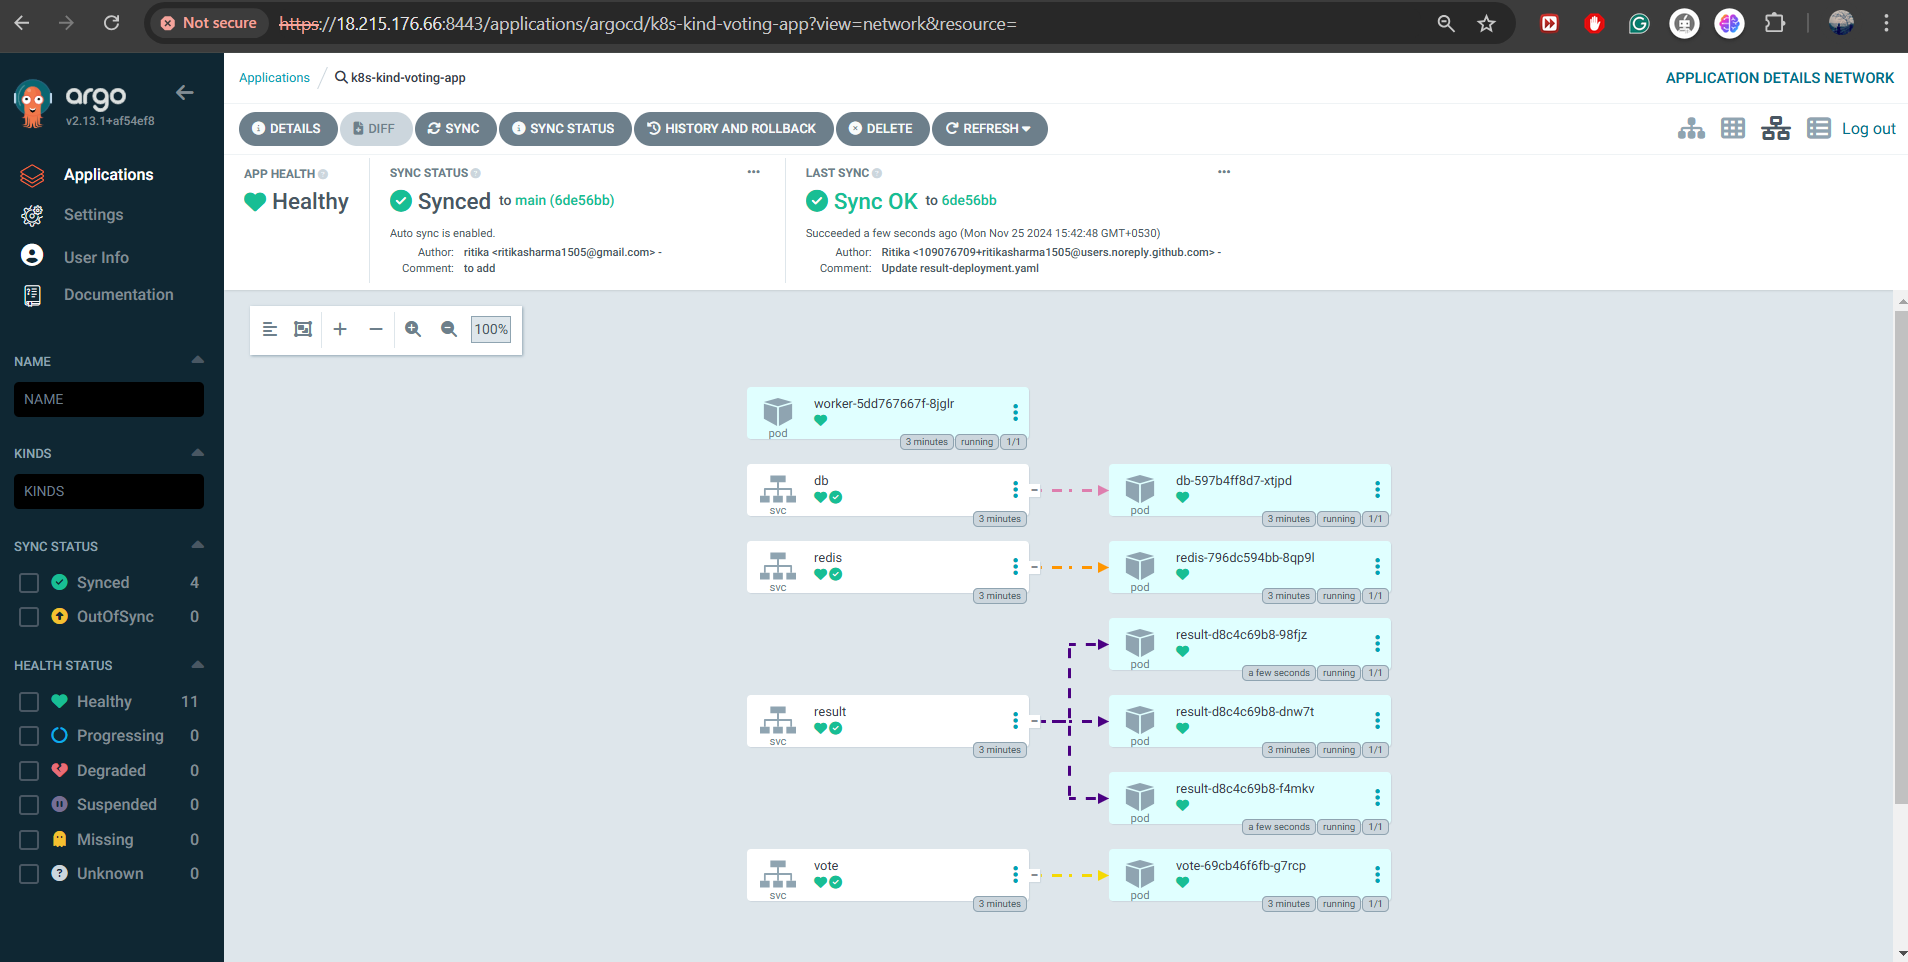 Not secure
https://18.215.176.66:8443/applications/argocd/k8s-kind-voting-app?view=network&resource=
argo
v2.13.1+af54ef8
Applications
Settings
User Info
Documentation
NAME
NAME
KINDS
KINDS
SYNC STATUS
Synced 4
OutOfSync 0
HEALTH STATUS
Healthy 11
Progressing 0
Degraded 0
Suspended 0
Missing 0
Unknown 0
Applications / k8s-kind-voting-app
APPLICATION DETAILS NETWORK
DETAILS DIFF SYNC SYNC STATUS HISTORY AND ROLLBACK DELETE REFRESH
Log out
APP HEALTH
Healthy
SYNC STATUS
Synced to main (6de56bb)
Auto sync is enabled.
Author: ritika <ritikasharma1505@gmail.com> -
Comment: to add
LAST SYNC
Sync OK to 6de56bb
Succeeded a few seconds ago (Mon Nov 25 2024 15:42:48 GMT+0530)
Author: Ritika <109076709+ritikasharma1505@users.noreply.github.com> -
Comment: Update result-deployment.yaml
100%
worker-5dd767667f-8jglr
pod
3 minutes running 1/1
db
svc
3 minutes
db-597b4ff8d7-xtjpd
pod
3 minutes running 1/1
redis
svc
3 minutes
redis-796dc594bb-8qp9l
pod
3 minutes running 1/1
result-d8c4c69b8-98fjz
pod
a few seconds running 1/1
result
svc
3 minutes
result-d8c4c69b8-dnw7t
pod
3 minutes running 1/1
result-d8c4c69b8-f4mkv
pod
a few seconds running 1/1
vote
svc
3 minutes
vote-69cb46f6fb-g7rcp
pod
3 minutes running 1/1